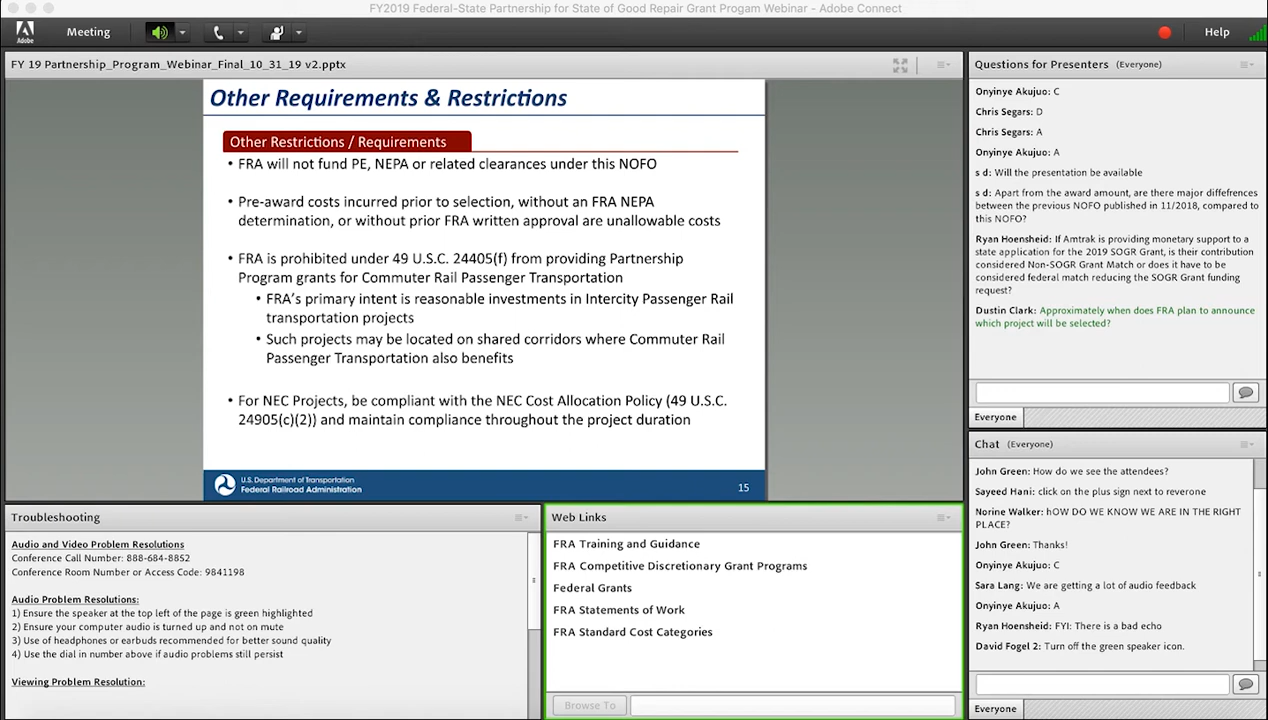 FY2019 Federal-State Partnership for State of Good Repair Grant Progam Webinar - Adobe Connect
Adobe
Meeting
Help
FY 19 Partnership_Program_Webinar_Final_10_31_19 v2.pptx
Other Requirements & Restrictions
Other Restrictions / Requirements
• FRA will not fund PE, NEPA or related clearances under this NOFO
• Pre-award costs incurred prior to selection, without an FRA NEPA
determination, or without prior FRA written approval are unallowable costs
• FRA is prohibited under 49 U.S.C. 24405(f) from providing Partnership
Program grants for Commuter Rail Passenger Transportation
• FRA's primary intent is reasonable investments in Intercity Passenger Rail
transportation projects
• Such projects may be located on shared corridors where Commuter Rail
Passenger Transportation also benefits
• For NEC Projects, be compliant with the NEC Cost Allocation Policy (49 U.S.C.
24905(c)(2)) and maintain compliance throughout the project duration
U.S. Department of Transportation
Federal Railroad Administration
15
Questions for Presenters (Everyone)
Onyinye Akujuo: C
Chris Segars: D
Chris Segars: A
Onyinye Akujuo: A
s d: Will the presentation be available
s d: Apart from the award amount, are there major diffefrences
between the previous NOFO published in 11/2018, compared to
this NOFO?
Ryan Hoensheid: If Amtrak is providing monetary support to a
state application for the 2019 SOGR Grant, is their contribution
considered Non-SOGR Grant Match or does it have to be
considered federal match reducing the SOGR Grant funding
request?
Dustin Clark: Approximately when does FRA plan to announce
which project will be selected?
Everyone
Troubleshooting
Audio and Video Problem Resolutions
Conference Call Number: 888-684-8852
Conference Room Number or Access Code: 9841198
Audio Problem Resolutions:
1) Ensure the speaker at the top left of the page is green highlighted
2) Ensure your computer audio is turned up and not on mute
3) Use of headphones or earbuds recommended for better sound quality
4) Use the dial in number above if audio problems still persist
Viewing Problem Resolution:
Web Links
FRA Training and Guidance
FRA Competitive Discretionary Grant Programs
Federal Grants
FRA Statements of Work
FRA Standard Cost Categories
Browse To
Chat (Everyone)
John Green: How do we see the attendees?
Sayeed Hani: click on the plus sign next to reverone
Norine Walker: hOW DO WE KNOW WE ARE IN THE RIGHT
PLACE?
John Green: Thanks!
Onyinye Akujuo: C
Sara Lang: We are getting a lot of audio feedback
Onyinye Akujuo: A
Ryan Hoensheid: FYI: There is a bad echo
David Fogel 2: Turn off the green speaker icon.
Everyone